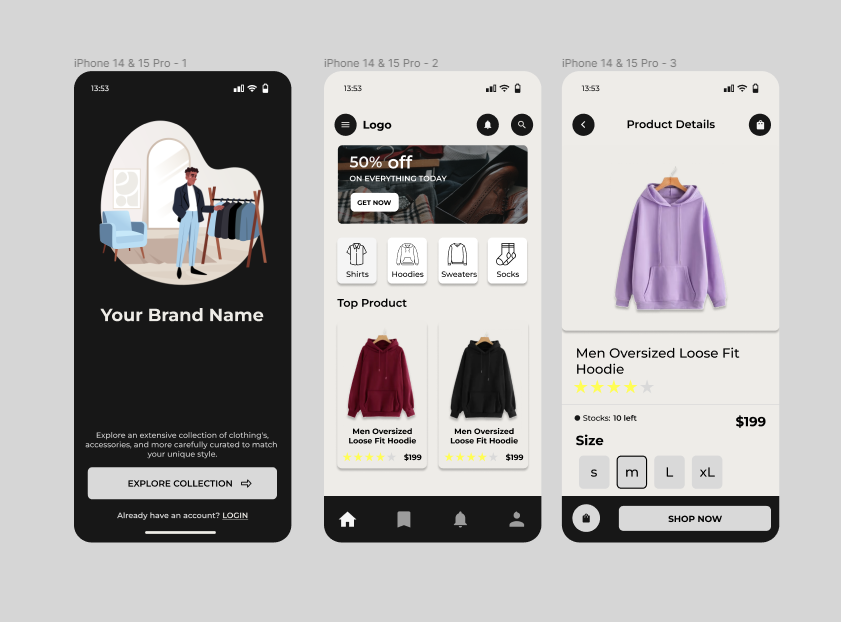 iPhone 14 & 15 Pro - 1
13:53
Your Brand Name
Explore an extensive collection of clothing's,
accessories, and more carefully curated to match
your unique style.
EXPLORE COLLECTION
Already have an account? LOGIN
iPhone 14 & 15 Pro - 2
13:53
Logo
50% off
ON EVERYTHING TODAY
GET NOW
Shirts
Hoodies
Sweaters
Socks
Top Product
Men Oversized
Loose Fit Hoodie
$199
Men Oversized
Loose Fit Hoodie
$199
iPhone 14 & 15 Pro - 3
13:53
Product Details
Men Oversized Loose Fit
Hoodie
Stocks: 10 left
$199
Size
s
m
L
xL
SHOP NOW